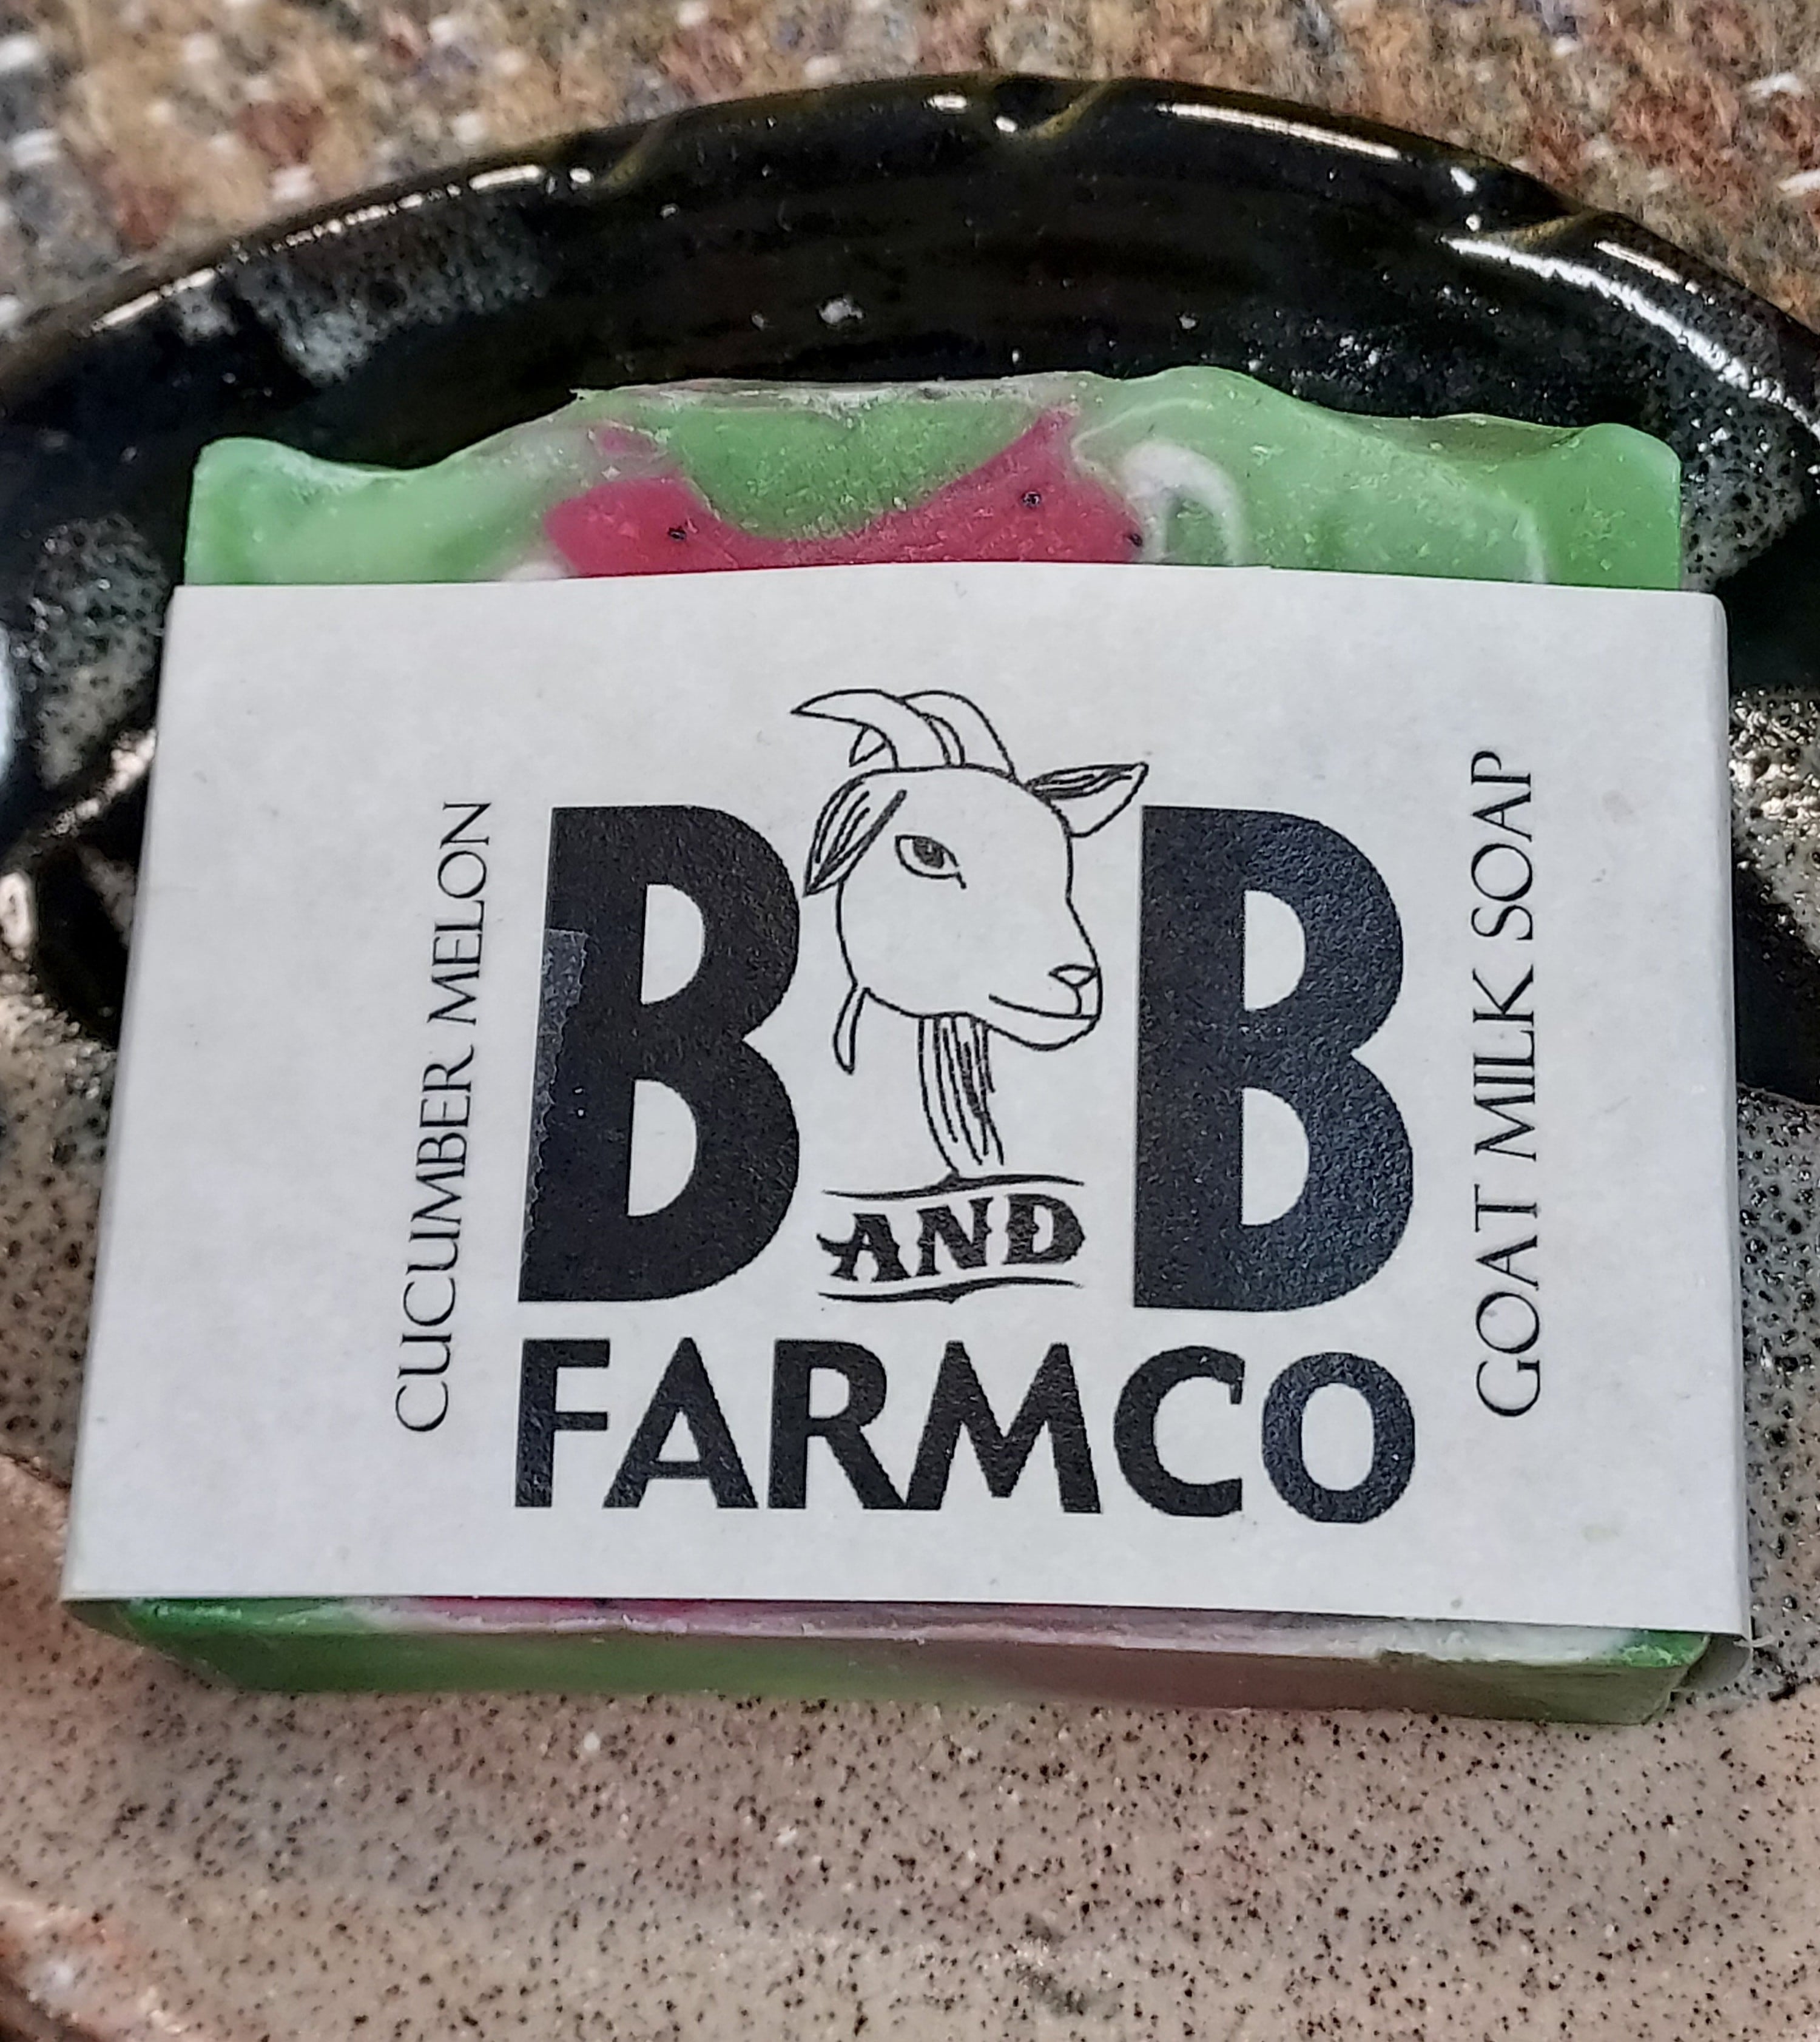 CUCUMBER MELON
B AND B
FARMCO
GOAT MILK SOAP